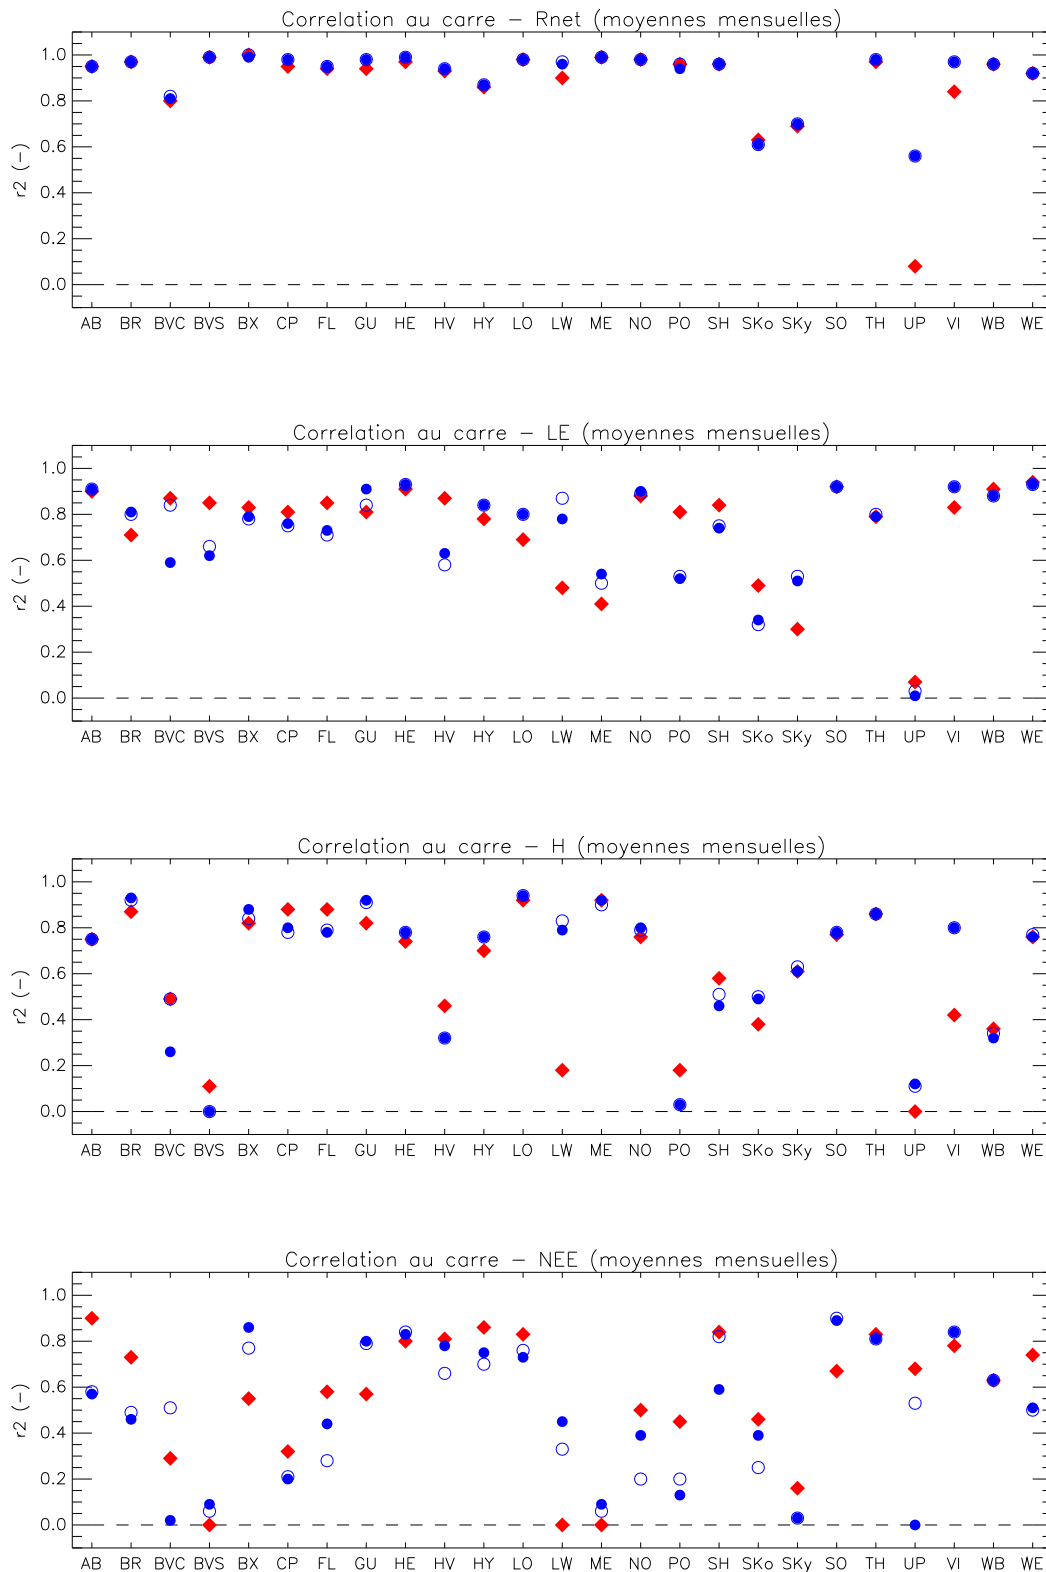 Correlation au carre – Rnet (moyennes mensuelles)
1.0
0.8
0.6
0.4
0.2
0.0
r2 (–)
AB BR BVC BVS BX CP FL GU HE HV HY LO LW ME NO PO SH SKo SKy SO TH UP VI WB WE
Correlation au carre – LE (moyennes mensuelles)
1.0
0.8
0.6
0.4
0.2
0.0
r2 (–)
AB BR BVC BVS BX CP FL GU HE HV HY LO LW ME NO PO SH SKo SKy SO TH UP VI WB WE
Correlation au carre – H (moyennes mensuelles)
1.0
0.8
0.6
0.4
0.2
0.0
r2 (–)
AB BR BVC BVS BX CP FL GU HE HV HY LO LW ME NO PO SH SKo SKy SO TH UP VI WB WE
Correlation au carre – NEE (moyennes mensuelles)
1.0
0.8
0.6
0.4
0.2
0.0
r2 (–)
AB BR BVC BVS BX CP FL GU HE HV HY LO LW ME NO PO SH SKo SKy SO TH UP VI WB WE